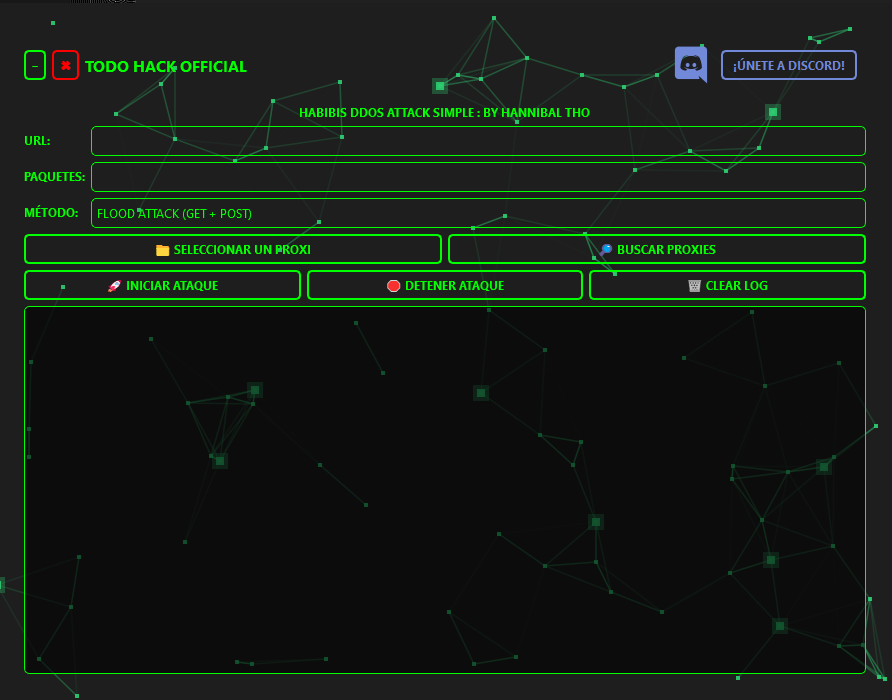 - ✖ TODO HACK OFFICIAL ¡ÚNETE A DISCORD!
HABIBIS DDOS ATTACK SIMPLE : BY HANNIBAL THO
URL:
PAQUETES:
MÉTODO: FLOOD ATTACK (GET + POST)
SELECCIONAR UN PROXI BUSCAR PROXIES
INICIAR ATAQUE DETENER ATAQUE CLEAR LOG